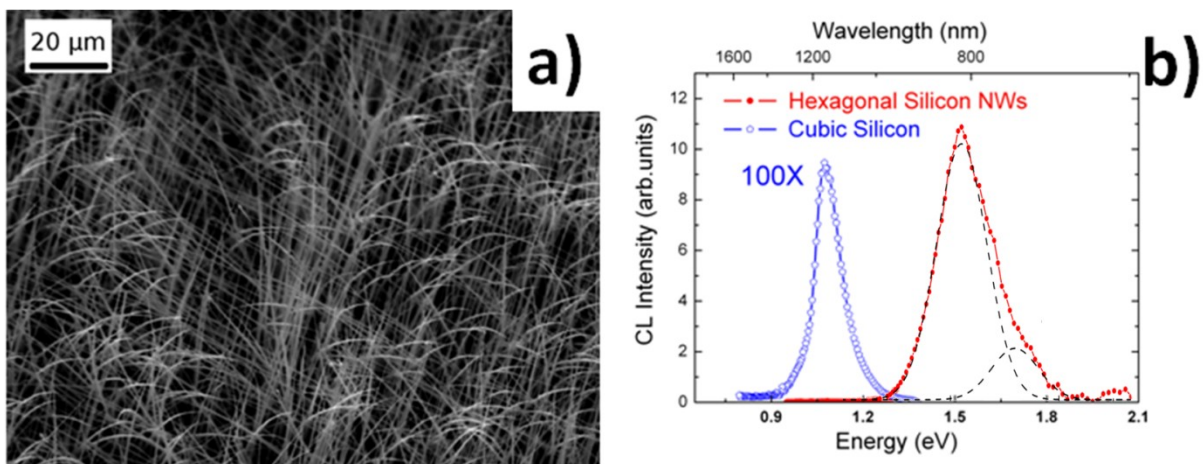 20 µm
a)
Wavelength (nm)
1600 1200 800
b)
Hexagonal Silicon NWs
Cubic Silicon
100X
CL Intensity (arb.units)
12
10
8
6
4
2
0
0.9 1.2 1.5 1.8 2.1
Energy (eV)